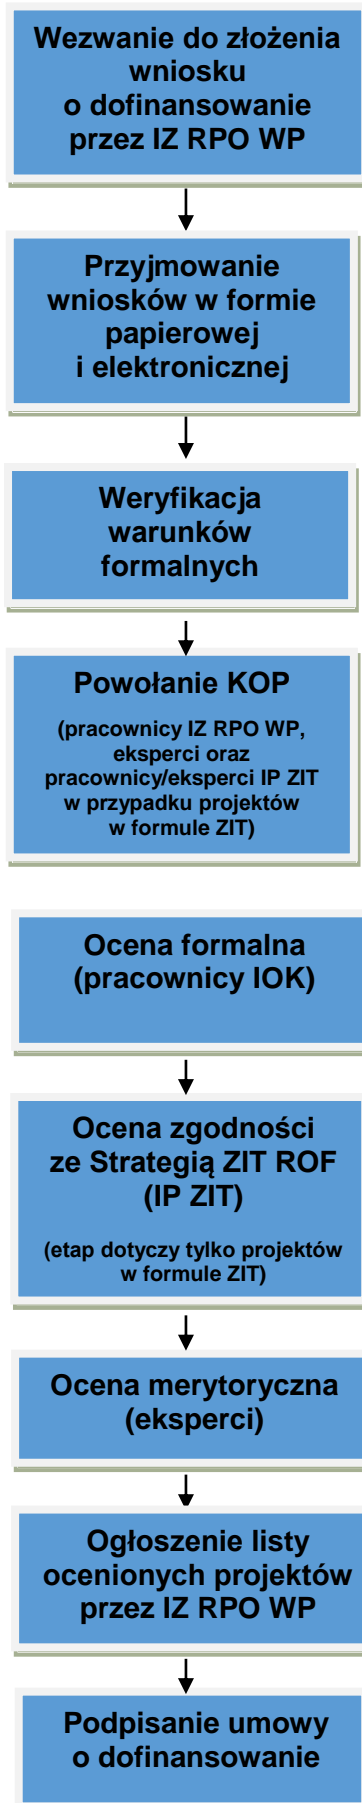 Wezwanie do złożenia
wniosku
o dofinansowanie
przez IZ RPO WP
Przyjmowanie
wniosków w formie
papierowej
i elektronicznej
Weryfikacja
warunków
formalnych
Powołanie KOP
(pracownicy IZ RPO WP,
eksperci oraz
pracownicy/eksperci IP ZIT
w przypadku projektów
w formule ZIT)
Ocena formalna
(pracownicy IOK)
Ocena zgodności
ze Strategią ZIT ROF
(IP ZIT)
(etap dotyczy tylko projektów
w formule ZIT)
Ocena merytoryczna
(eksperci)
Ogłoszenie listy
ocenionych projektów
przez IZ RPO WP
Podpisanie umowy
o dofinansowanie